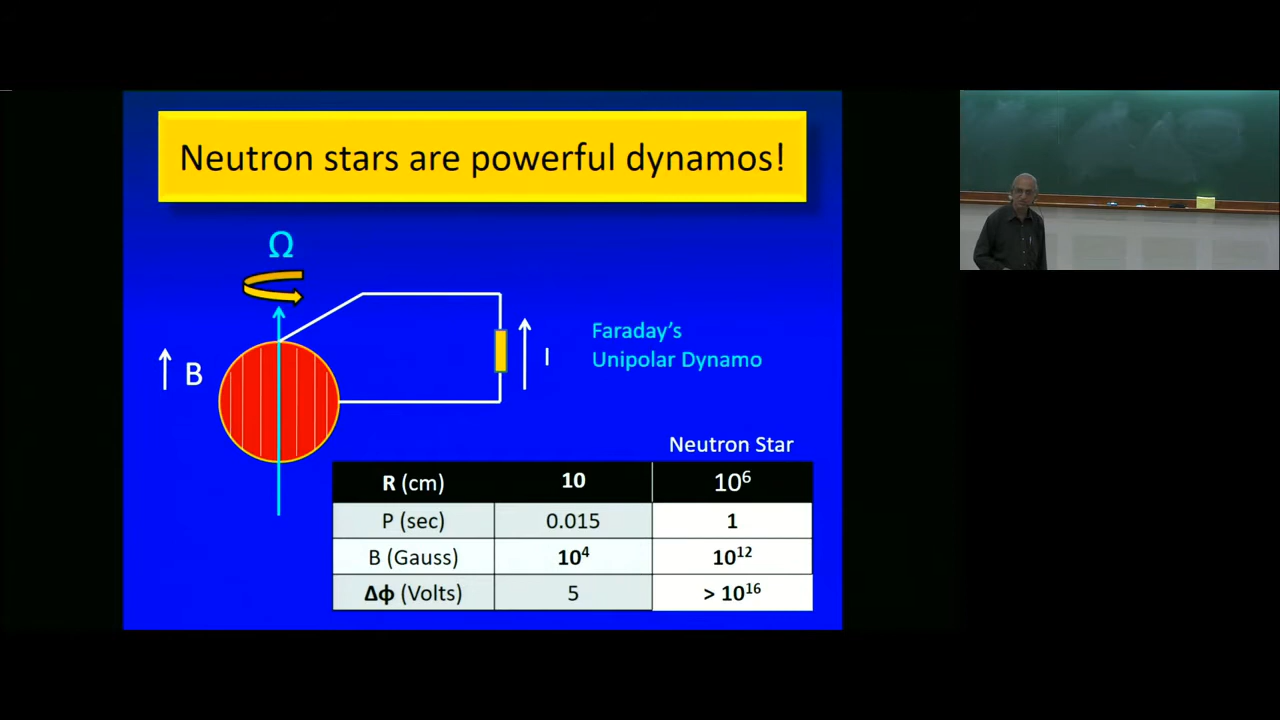 Neutron stars are powerful dynamos!
Ω
B
I
Faraday's
Unipolar Dynamo
Neutron Star
R (cm) 10 10⁶
P (sec) 0.015 1
B (Gauss) 10⁴ 10¹²
Δϕ (Volts) 5 > 10¹⁶